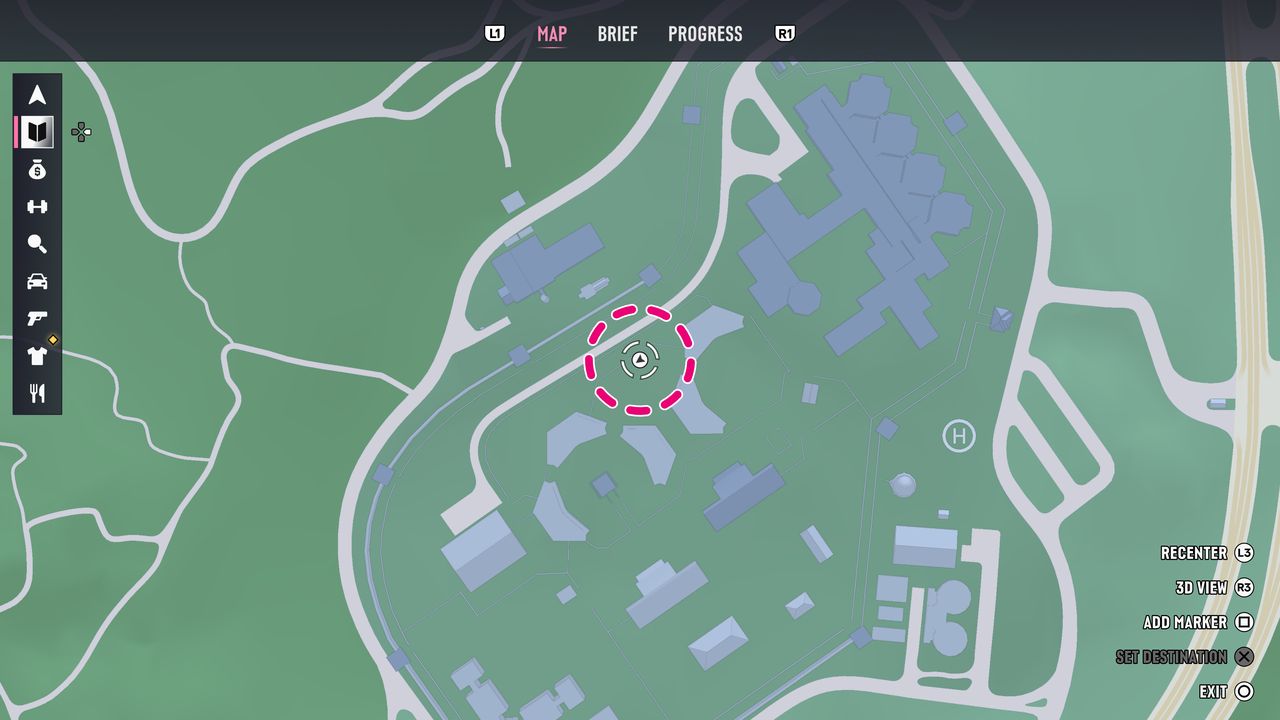 L1 MAP BRIEF PROGRESS R1
$
H
RECENTER L3
3D VIEW R3
ADD MARKER
SET DESTINATION
EXIT